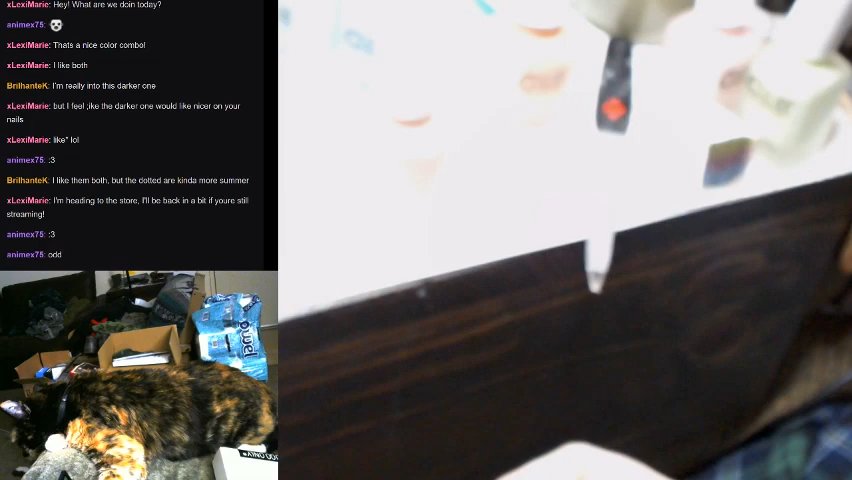 xLexiMarie: Hey! What are we doin today?
animex75: 
xLexiMarie: Thats a nice color combo!
xLexiMarie: I like both
BrilhanteK: I'm really into this darker one
xLexiMarie: but I feel ;ike the darker one would like nicer on your
nails
xLexiMarie: like* lol
animex75: :3
BrilhanteK: I like them both, but the dotted are kinda more summer
xLexiMarie: I'm heading to the store, I'll be back in a bit if youre still
streaming!
animex75: :3
animex75: odd